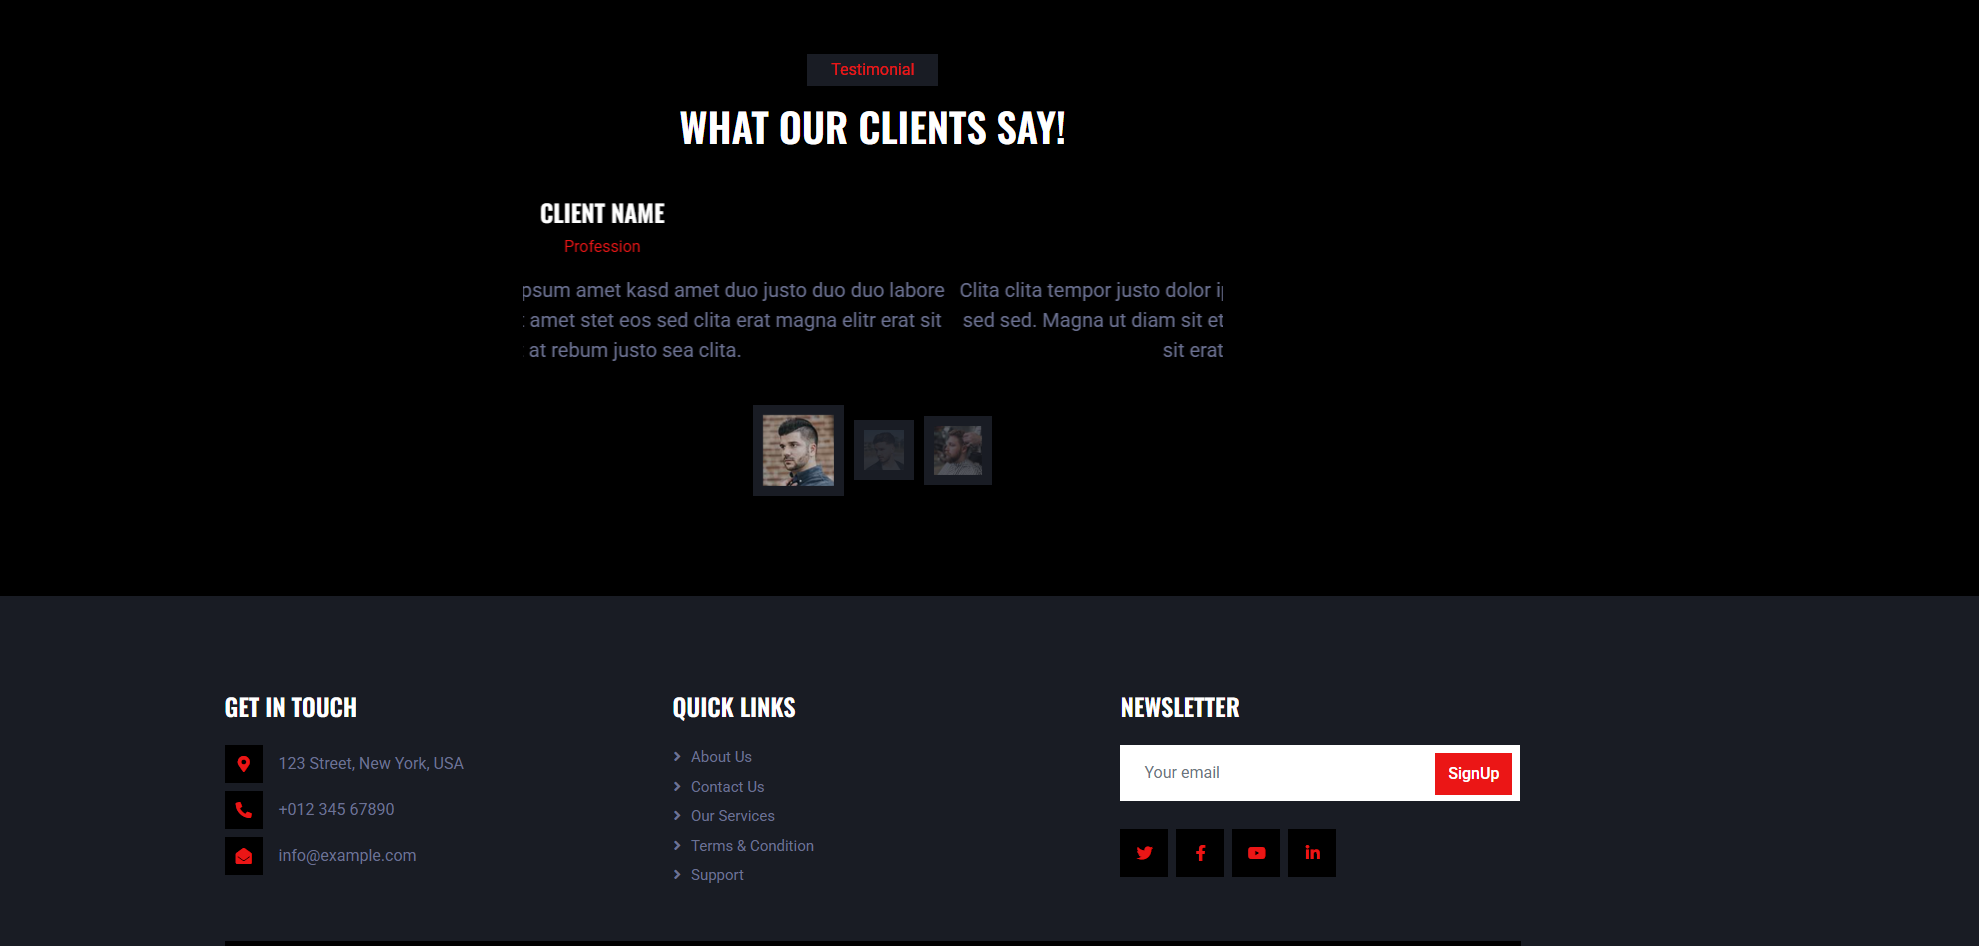 Testimonial
WHAT OUR CLIENTS SAY!
CLIENT NAME
Profession
psum amet kasd amet duo justo duo duo labore
amet stet eos sed clita erat magna elitr erat sit
at rebum justo sea clita.
Clita clita tempor justo dolor
sed sed. Magna ut diam sit et
sit erat
GET IN TOUCH
123 Street, New York, USA
+012 345 67890
info@example.com
QUICK LINKS
About Us
Contact Us
Our Services
Terms & Condition
Support
NEWSLETTER
Your email
SignUp